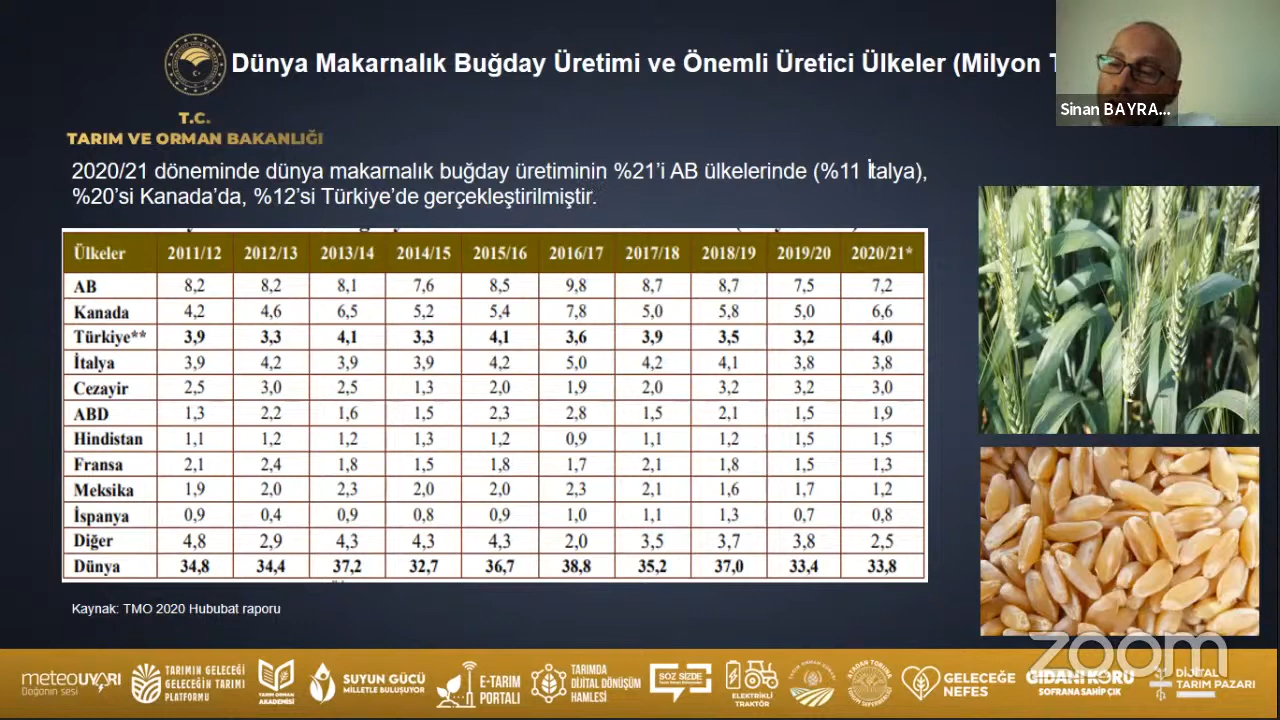 Dünya Makarnalık Buğday Üretimi ve Önemli Üretici Ülkeler (Milyon
Sinan BAYRA...
T.C.
TARIM VE ORMAN BAKANLIĞI
2020/21 döneminde dünya makarnalık buğday üretiminin %21'i AB ülkelerinde (%11 İtalya),
%20'si Kanada'da, %12'si Türkiye'de gerçekleştirilmiştir.
Ülkeler 2011/12 2012/13 2013/14 2014/15 2015/16 2016/17 2017/18 2018/19 2019/20 2020/21*
AB 8,2 8,2 8,1 7,6 8,5 9,8 8,7 8,7 7,5 7,2
Kanada 4,2 4,6 6,5 5,2 5,4 7,8 5,0 5,8 5,0 6,6
Türkiye** 3,9 3,3 4,1 3,3 4,1 3,6 3,9 3,5 3,2 4,0
İtalya 3,9 4,2 3,9 3,9 4,2 5,0 4,2 4,1 3,8 3,8
Cezayir 2,5 3,0 2,5 1,3 2,0 1,9 2,0 3,2 3,2 3,0
ABD 1,3 2,2 1,6 1,5 2,3 2,8 1,5 2,1 1,5 1,9
Hindistan 1,1 1,2 1,2 1,3 1,2 0,9 1,1 1,2 1,5 1,5
Fransa 2,1 2,4 1,8 1,5 1,8 1,7 2,1 1,8 1,5 1,3
Meksika 1,9 2,0 2,3 2,0 2,0 2,3 2,1 1,6 1,7 1,2
İspanya 0,9 0,4 0,9 0,8 0,9 1,0 1,1 1,3 0,7 0,8
Diğer 4,8 2,9 4,3 4,3 4,3 2,0 3,5 3,7 3,8 2,5
Dünya 34,8 34,4 37,2 32,7 36,7 38,8 35,2 37,0 33,4 33,8
Kaynak: TMO 2020 Hububat raporu
zoom
meteoUYARI
Doğanın sesi
TARIMIN GELECEĞİ
GELECEĞİN TARIMI
PLATFORMU
TARIM ORMAN
AKADEMİSİ
SUYUN GÜCÜ
MİLLETLE BULUŞUYOR
E-TARIM
PORTALI
TARIMDA
DİJİTAL DÖNÜŞÜM
HAMLESİ
SÖZ SİZDE
ELEKTRİKLİ
TRAKTÖR
ATADAN TORUNA
GELECEĞE
NEFES
GIDANI KORU
SOFRANA SAHİP ÇIK
DİJİTAL
TARIM PAZARI